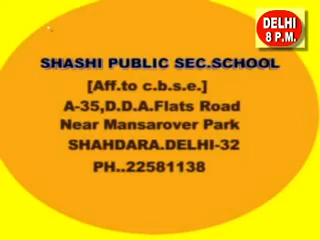 DELHI
8 P.M.
SHASHI PUBLIC SEC.SCHOOL
[Aff.to c.b.s.e.]
A-35,D.D.A.Flats Road
Near Mansarover Park
SHAHDARA.DELHI-32
PH..22581138